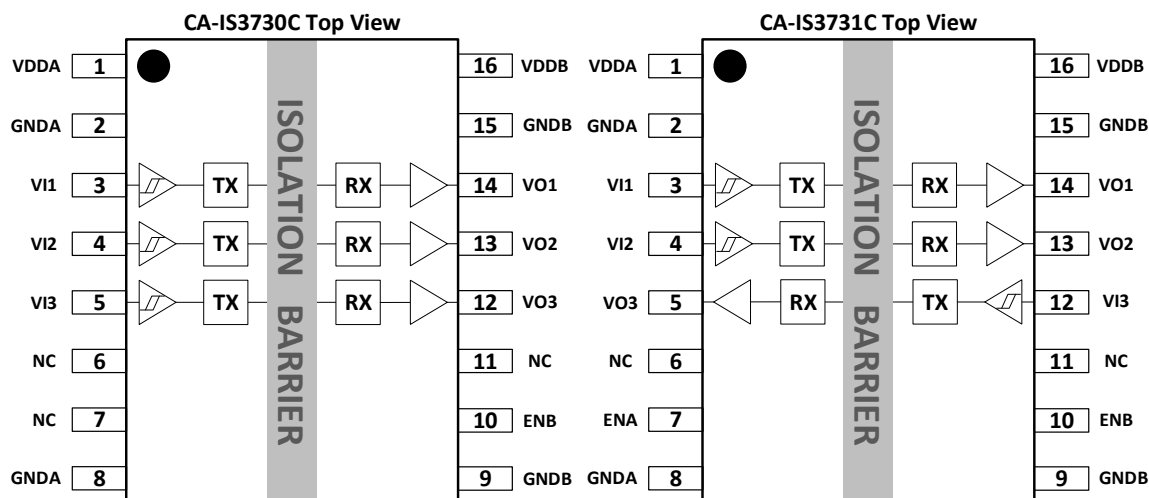 CA-IS3730C Top View
VDDA 1 16 VDDB
GNDA 2 15 GNDB
VI1 3 TX RX 14 VO1
VI2 4 TX RX 13 VO2
VI3 5 TX RX 12 VO3
NC 6 11 NC
NC 7 10 ENB
GNDA 8 9 GNDB
ISOLATION BARRIER
CA-IS3731C Top View
VDDA 1 16 VDDB
GNDA 2 15 GNDB
VI1 3 TX RX 14 VO1
VI2 4 TX RX 13 VO2
VO3 5 RX TX 12 VI3
NC 6 11 NC
ENA 7 10 ENB
GNDA 8 9 GNDB
ISOLATION BARRIER